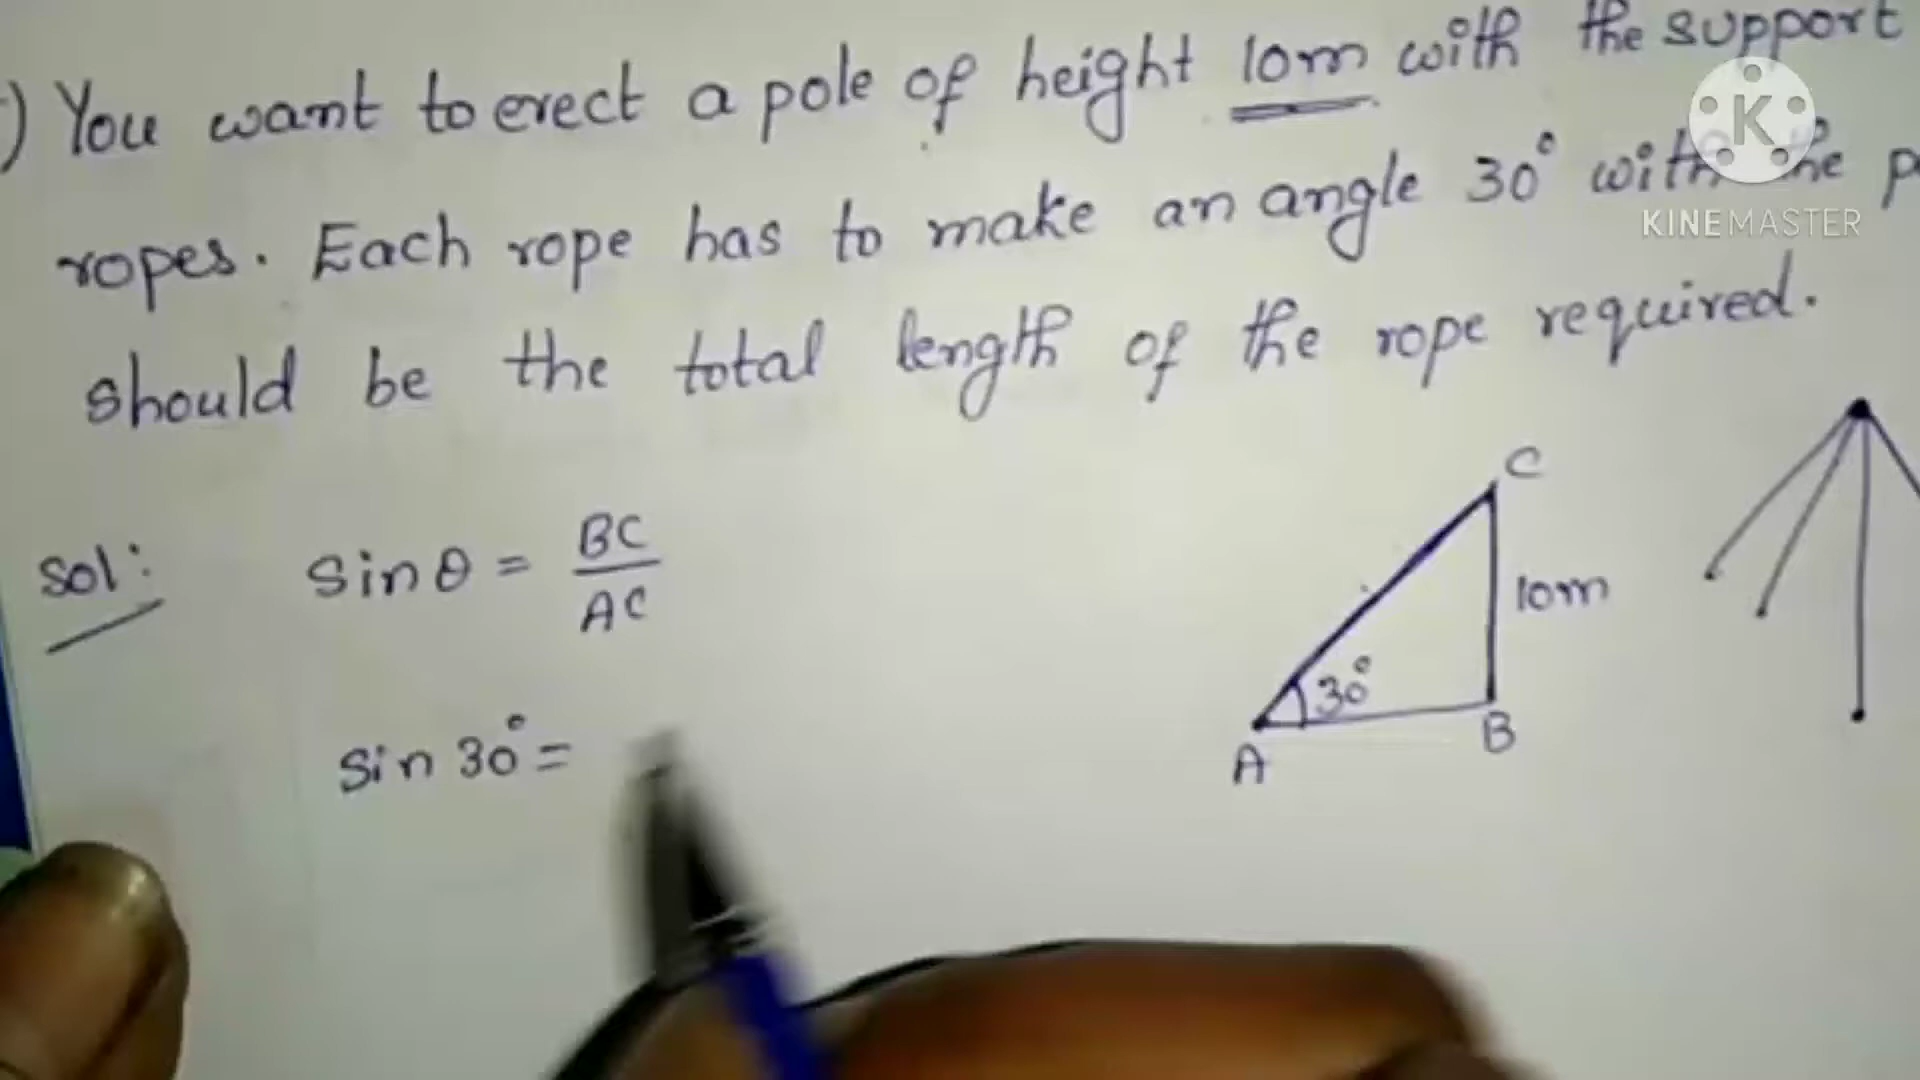 ) You want to erect a pole of height 10m with the support
ropes. Each rope has to make an angle 30° with the
should be the total length of the rope required.
Sol: Sin θ = BC/AC
Sin 30° =
C
10m
30°
A B
K
KINEMASTER